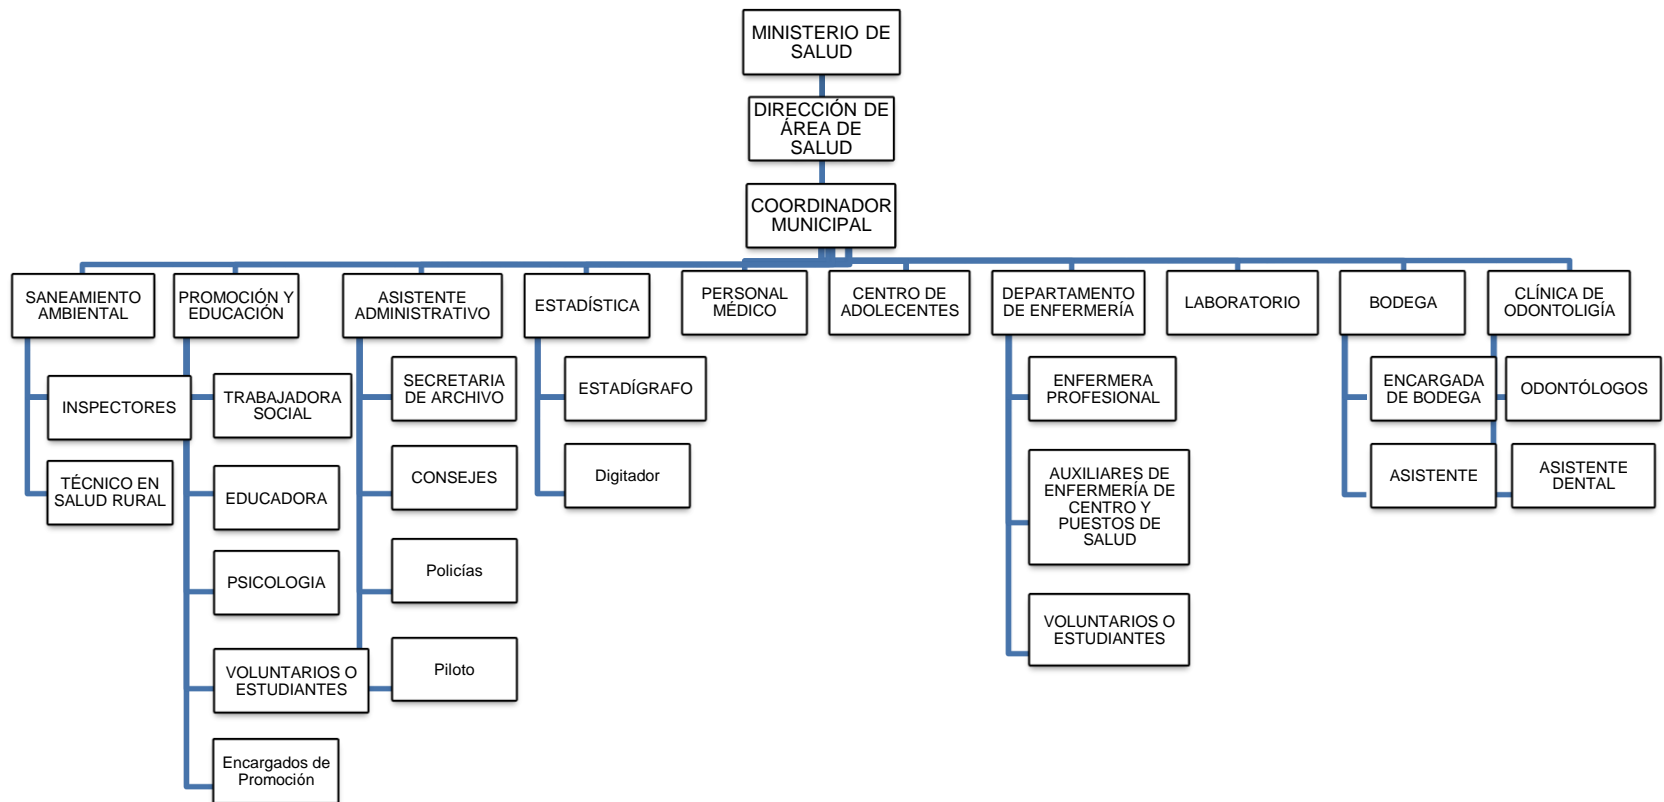 MINISTERIO DE
SALUD
DIRECCIÓN DE
ÁREA DE
SALUD
COORDINADOR
MUNICIPAL
SANEAMIENTO
AMBIENTAL
PROMOCIÓN Y
EDUCACIÓN
ASISTENTE
ADMINISTRATIVO
ESTADÍSTICA
PERSONAL
MÉDICO
CENTRO DE
ADOLECENTES
DEPARTAMENTO
DE ENFERMERÍA
LABORATORIO
BODEGA
CLÍNICA DE
ODONTOLIGÍA
INSPECTORES
TÉCNICO EN
SALUD RURAL
TRABAJADORA
SOCIAL
EDUCADORA
PSICOLOGIA
VOLUNTARIOS O
ESTUDIANTES
Encargados de
Promoción
SECRETARIA
DE ARCHIVO
CONSEJES
Policías
Piloto
ESTADÍGRAFO
Digitador
ENFERMERA
PROFESIONAL
AUXILIARES DE
ENFERMERÍA DE
CENTRO Y
PUESTOS DE
SALUD
VOLUNTARIOS O
ESTUDIANTES
ENCARGADA
DE BODEGA
ASISTENTE
ODONTÓLOGOS
ASISTENTE
DENTAL